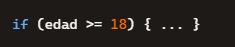 if (edad >= 18) { ... }